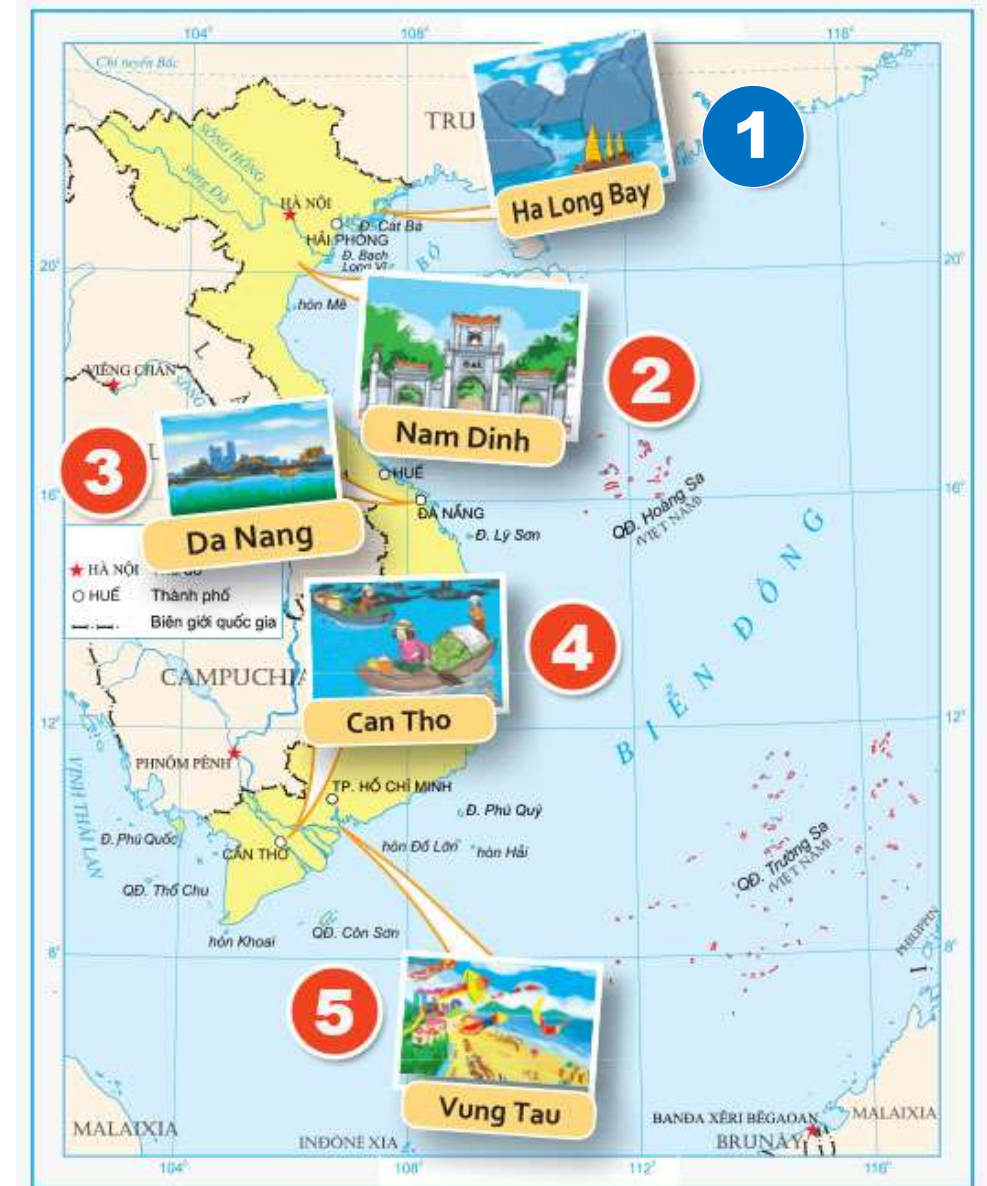 104°
108°
116°
Chí tuyến Bắc
TRU
1
SÔNG HỒNG
sông Đà
Ha Long Bay
HÀ NỘI
Đ. Cát Bà
HẢI PHÒNG
Đ. Bạch
Long Vĩ
BỘ
20°
20°
hòn Mê
2
L
VIÊNG CHĂN
SÔNG
Nam Dinh
3
HUẾ
16°
16°
ĐÀ NẴNG
QĐ. Hoàng Sa
(VIỆT NAM)
Da Nang
Đ. Lý Sơn
HÀ NỘI
HUẾ
Thành phố
Biên giới quốc gia
BIỂN ĐÔNG
4
CAMPUCHIA
Can Tho
12°
12°
PHNÔM PÊNH
VỊNH THÁI LAN
TP. HỒ CHÍ MINH
Đ. Phú Quý
Đ. Phú Quốc
CẦN THƠ
hòn Đồ Lớn
hòn Hải
QĐ. Trường Sa
(VIỆT NAM)
QĐ. Thổ Chu
QĐ. Côn Sơn
hòn Khoai
PHILIPPIN
8°
8°
5
Vung Tau
MALAIXIA
INĐÔNÊXIA
BANĐA XÊRI BÊGAOAN
MALAIXIA
BRUNÂY
104°
108°
112°
116°